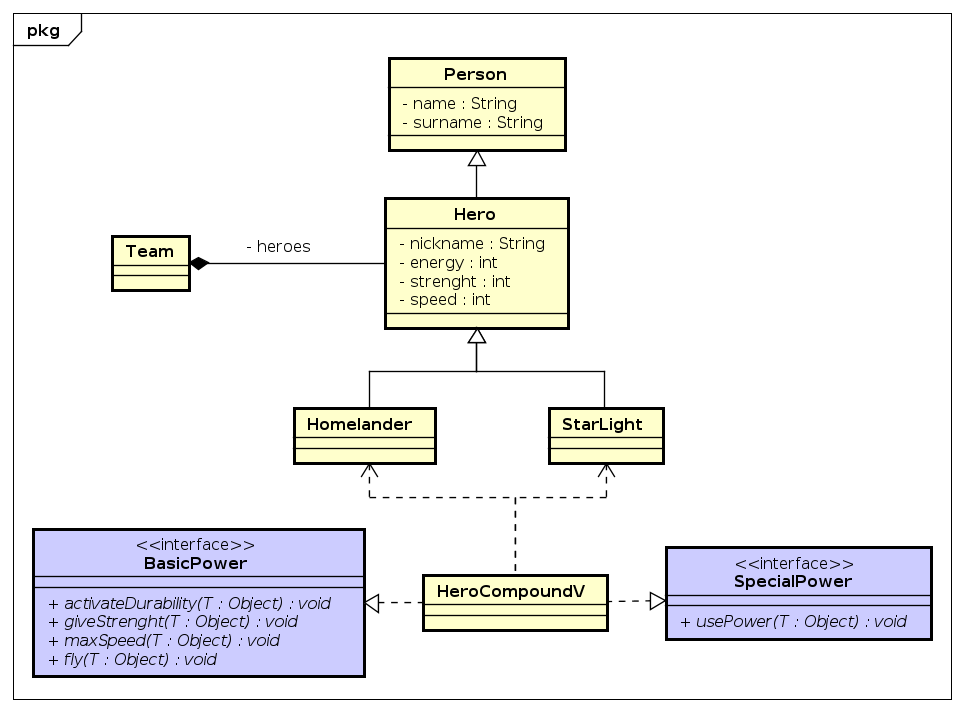 pkg
Person
- name : String
- surname : String
Hero
- nickname : String
- energy : int
- strenght : int
- speed : int
Team
- heroes
Homelander
StarLight
<<interface>>
BasicPower
+ activateDurability(T : Object) : void
+ giveStrenght(T : Object) : void
+ maxSpeed(T : Object) : void
+ fly(T : Object) : void
HeroCompoundV
<<interface>>
SpecialPower
+ usePower(T : Object) : void